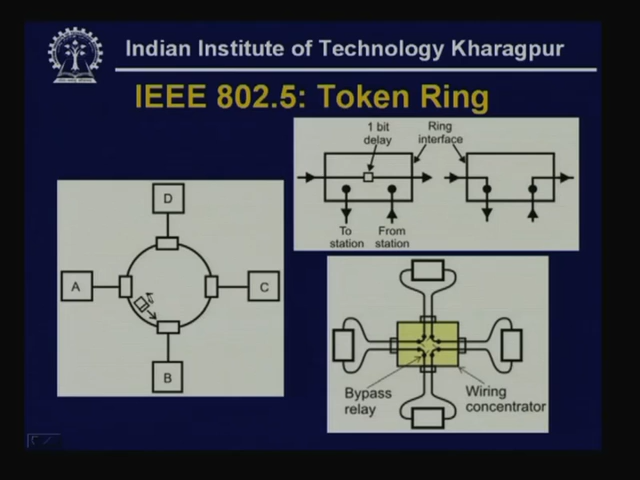 Indian Institute of Technology Kharagpur
IEEE 802.5: Token Ring
1 bit
delay
Ring
interface
To
station
From
station
D
A
C
B
Bypass
relay
Wiring
concentrator